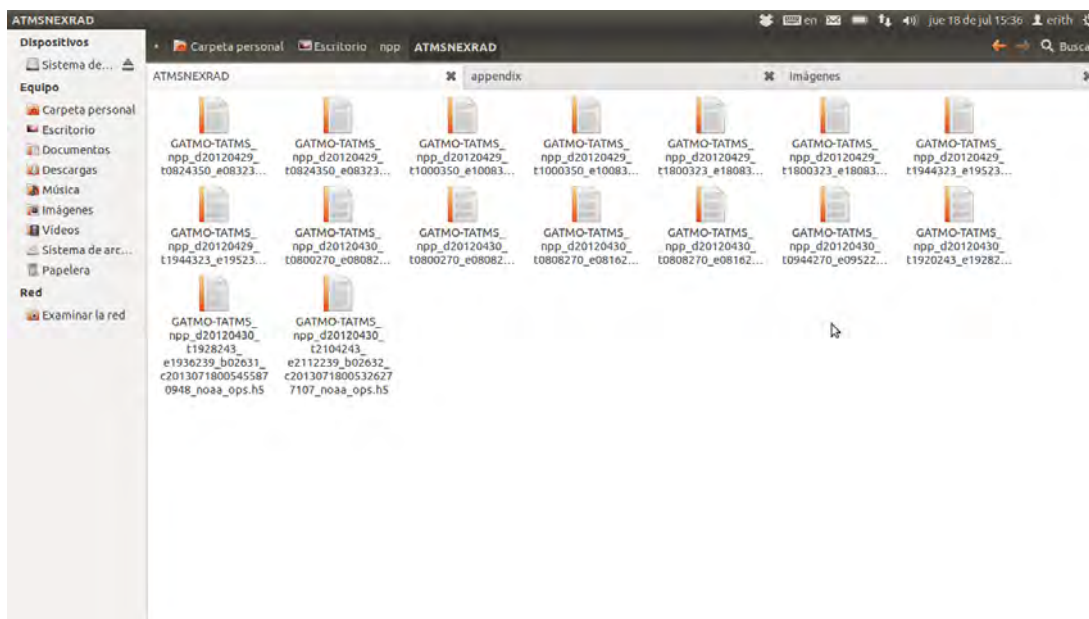 ATMSNEXRAD
en jue 18 de jul 15:36 erith
Dispositivos
Sistema de...
Equipo
Carpeta personal
Escritorio
Documentos
Descargas
Música
Imágenes
Vídeos
Sistema de arc...
Papelera
Red
Examinar la red
Carpeta personal Escritorio npp ATMSNEXRAD Busca
ATMSNEXRAD appendix Imágenes
GATMO-TATMS_ GATMO-TATMS_ GATMO-TATMS_ GATMO-TATMS_ GATMO-TATMS_ GATMO-TATMS_ GATMO-TATMS_
npp_d20120429_ npp_d20120429_ npp_d20120429_ npp_d20120429_ npp_d20120429_ npp_d20120429_ npp_d20120429_
t0824350_e08323... t0824350_e08323... t1000350_e10083... t1000350_e10083... t1800323_e18083... t1800323_e18083... t1944323_e19523...
GATMO-TATMS_ GATMO-TATMS_ GATMO-TATMS_ GATMO-TATMS_ GATMO-TATMS_ GATMO-TATMS_ GATMO-TATMS_
npp_d20120429_ npp_d20120430_ npp_d20120430_ npp_d20120430_ npp_d20120430_ npp_d20120430_ npp_d20120430_
t1944323_e19523... t0800270_e08082... t0800270_e08082... t0808270_e08162... t0808270_e08162... t0944270_e09522... t1920243_e19282...
GATMO-TATMS_ GATMO-TATMS_
npp_d20120430_ npp_d20120430_
t1928243_ t2104243_
e1936239_b02631_ e2112239_b02632_
c2013071800545587 c2013071800532627
0948_noaa_ops.h5 7107_noaa_ops.h5